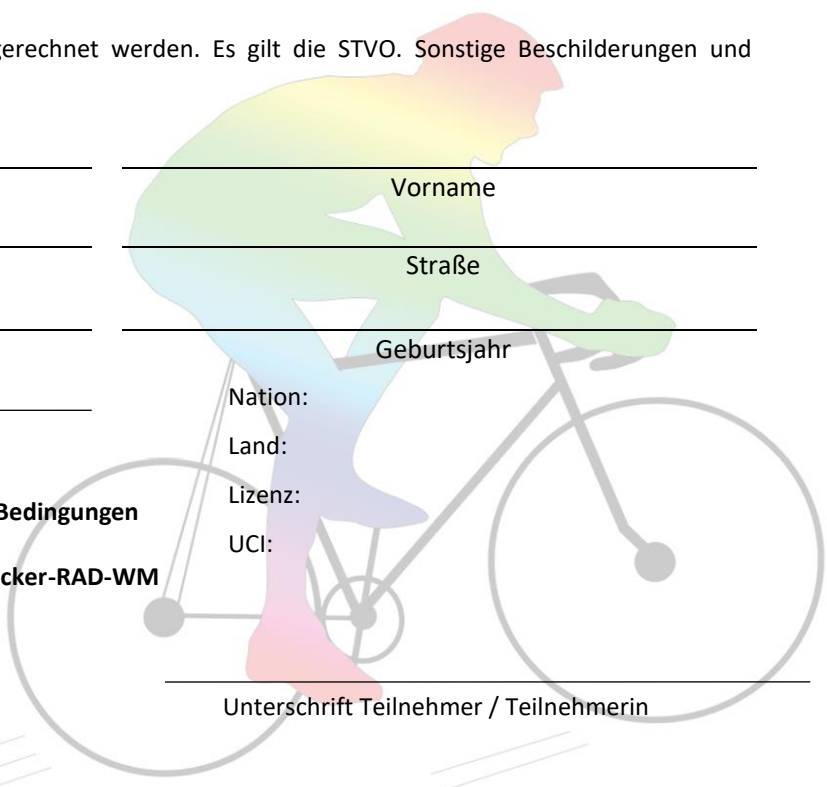 gerechnet werden. Es gilt die STVO. Sonstige Beschilderungen und
Vorname
Straße
Geburtsjahr
Nation:
Land:
Lizenz:
Bedingungen
UCI:
cker-RAD-WM
Unterschrift Teilnehmer / Teilnehmerin